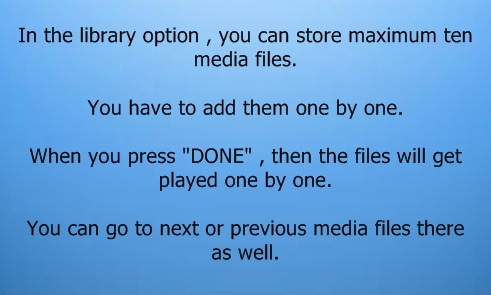 In the library option , you can store maximum ten
media files.
You have to add them one by one.
When you press "DONE" , then the files will get
played one by one.
You can go to next or previous media files there
as well.